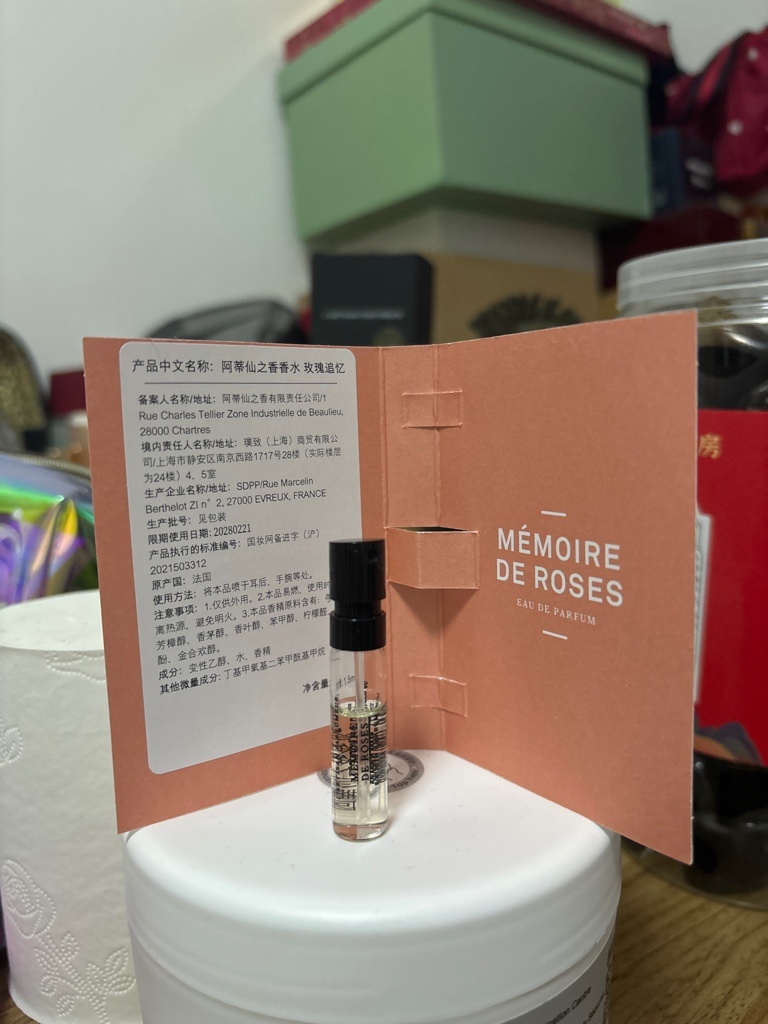 产品中文名称：阿蒂仙之香香水 玫瑰追忆
备案人名称/地址：阿蒂仙之香有限责任公司/1
Rue Charles Tellier Zone Industrielle de Beaulieu,
28000 Chartres
境内责任人名称/地址：璞致（上海）商贸有限公
司/上海市静安区南京西路1717号28楼（实际楼层
为24楼）4、5室
生产企业名称/地址：SDPP/Rue Marcelin
Berthelot ZI n° 2, 27000 EVREUX, FRANCE
生产批号：见包装
限期使用日期:20280221
产品执行的标准编号：国妆网备进字（沪）
2021503312
原产国：法国
使用方法：将本品喷于耳后、手腕等处。
注意事项：1.仅供外用。2.本品易燃，使用时
离热源，避免明火。3.本品香精原料含有：
芳樟醇、香茅醇、香叶醇、苯甲醇、柠檬醛、
酚、金合欢醇。
成分：变性乙醇、水、香精
其他微量成分:丁基甲氧基二苯甲酰基甲烷
净含量
MÉMOIRE
DE ROSES
EAU DE PARFUM
1.5m
MÉMOIRE
DE ROSES
房